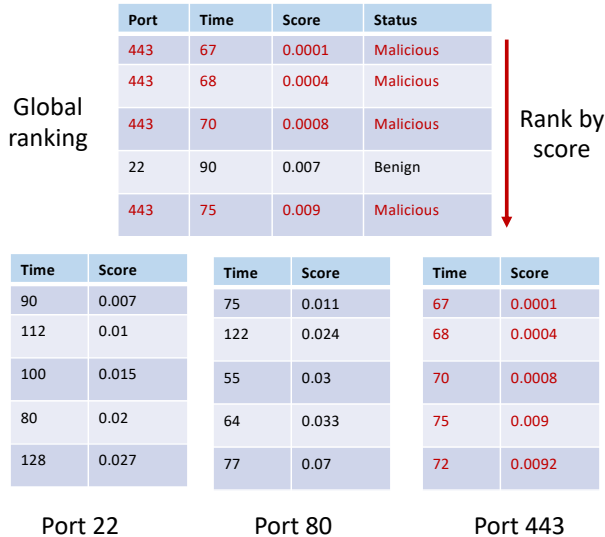 Port Time Score Status
443 67 0.0001 Malicious
443 68 0.0004 Malicious
443 70 0.0008 Malicious
22 90 0.007 Benign
443 75 0.009 Malicious
Global
ranking
Rank by
score
Time Score
90 0.007
112 0.01
100 0.015
80 0.02
128 0.027
Port 22
Time Score
75 0.011
122 0.024
55 0.03
64 0.033
77 0.07
Port 80
Time Score
67 0.0001
68 0.0004
70 0.0008
75 0.009
72 0.0092
Port 443